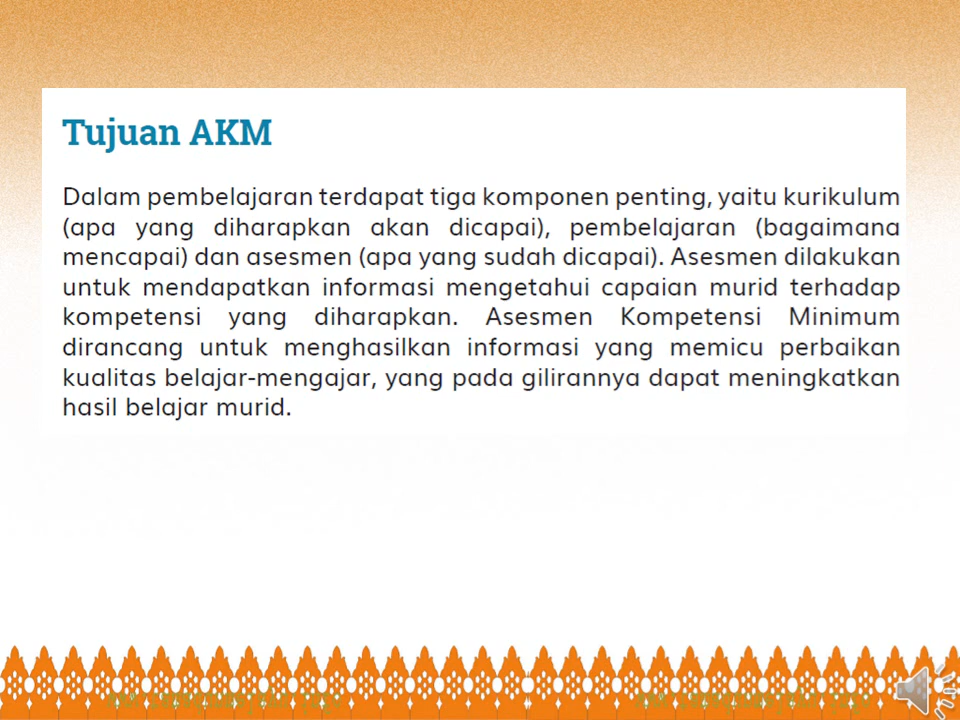 Tujuan AKM
Dalam pembelajaran terdapat tiga komponen penting, yaitu kurikulum
(apa yang diharapkan akan dicapai), pembelajaran (bagaimana
mencapai) dan asesmen (apa yang sudah dicapai). Asesmen dilakukan
untuk mendapatkan informasi mengetahui capaian murid terhadap
kompetensi yang diharapkan. Asesmen Kompetensi Minimum
dirancang untuk menghasilkan informasi yang memicu perbaikan
kualitas belajar-mengajar, yang pada gilirannya dapat meningkatkan
hasil belajar murid.